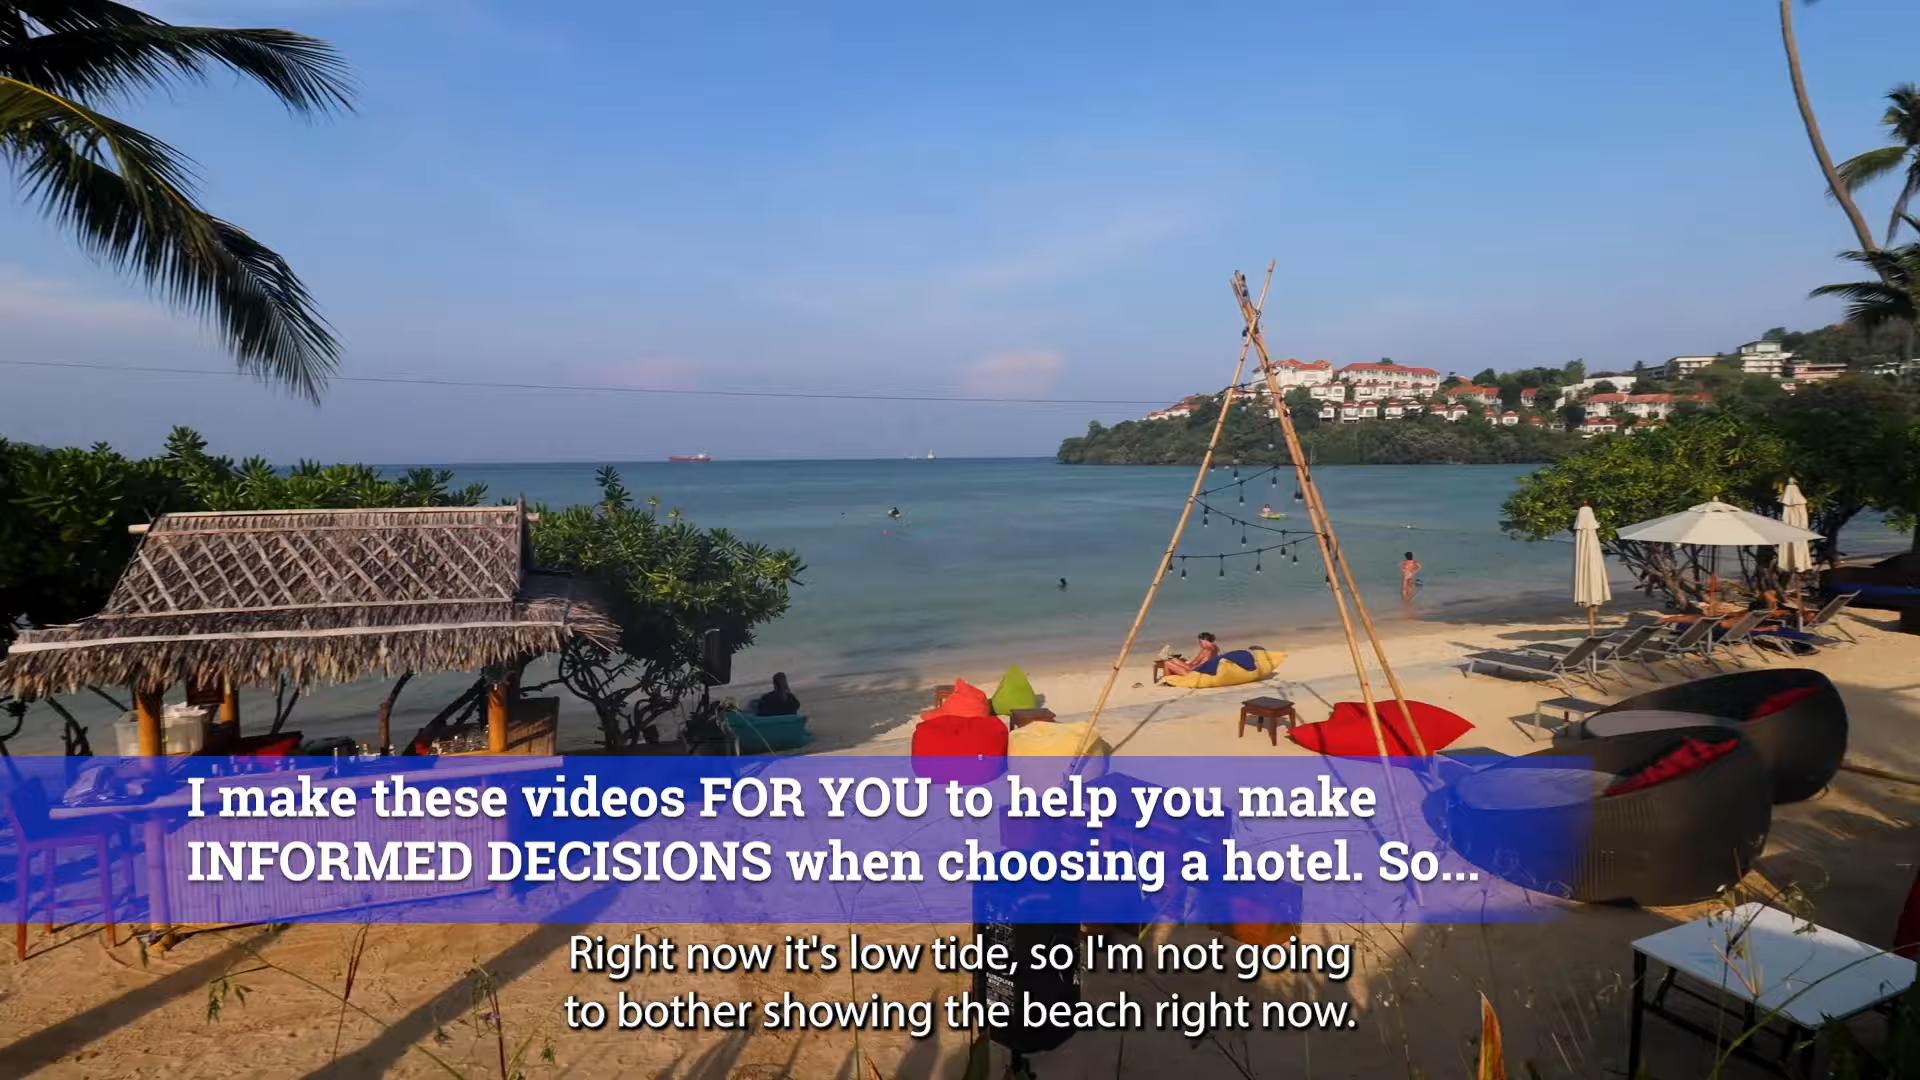 I make these videos FOR YOU to help you make
INFORMED DECISIONS when choosing a hotel. So...
Right now it's low tide, so I'm not going
to bother showing the beach right now.